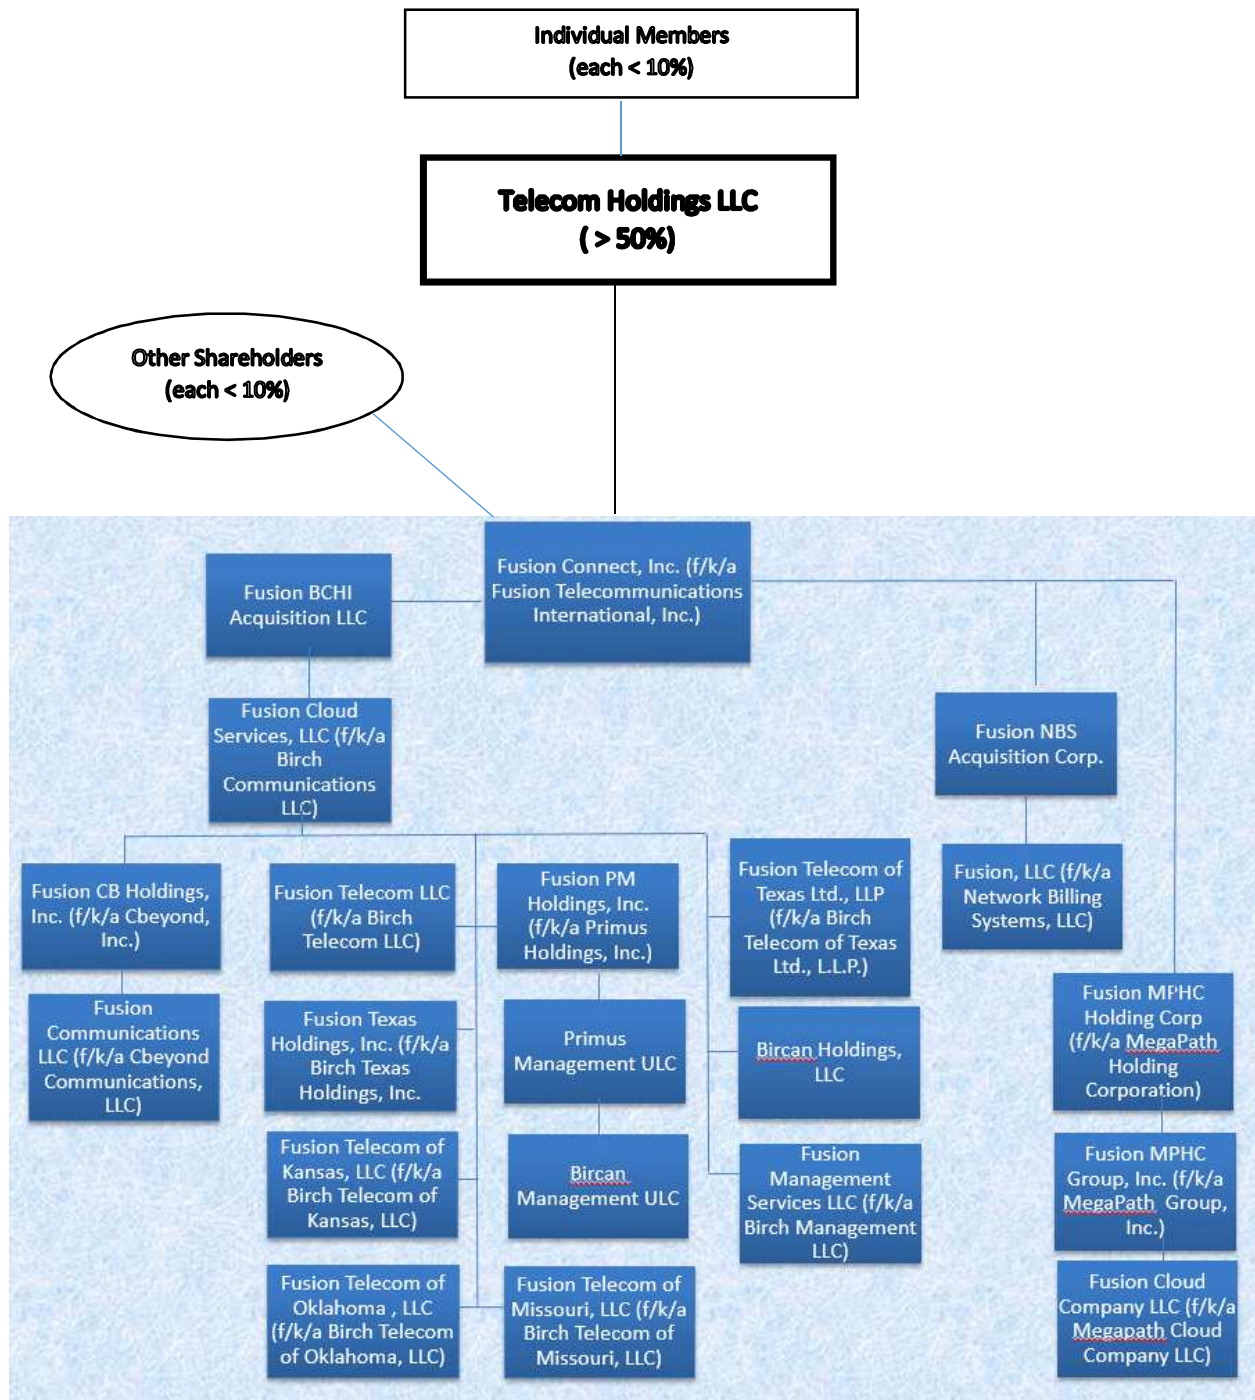 Individual Members
(each < 10%)
Telecom Holdings LLC
( > 50%)
Other Shareholders
(each < 10%)
Fusion Connect, Inc. (f/k/a
Fusion Telecommunications
International, Inc.)
Fusion BCHI
Acquisition LLC
Fusion Cloud
Services, LLC (f/k/a
Birch
Communications
LLC)
Fusion NBS
Acquisition Corp.
Fusion CB Holdings,
Inc. (f/k/a Cbeyond,
Inc.)
Fusion Telecom LLC
(f/k/a Birch
Telecom LLC)
Fusion PM
Holdings, Inc.
(f/k/a Primus
Holdings, Inc.)
Fusion Telecom of
Texas Ltd., LLP
(f/k/a Birch
Telecom of Texas
Ltd., L.L.P.)
Fusion, LLC (f/k/a
Network Billing
Systems, LLC)
Fusion
Communications
LLC (f/k/a Cbeyond
Communications,
LLC)
Fusion Texas
Holdings, Inc. (f/k/a
Birch Texas
Holdings, Inc.
Primus
Management ULC
Bircan Holdings,
LLC
Fusion MPHC
Holding Corp
(f/k/a MegaPath
Holding
Corporation)
Fusion Telecom of
Kansas, LLC (f/k/a
Birch Telecom of
Kansas, LLC)
Bircan
Management ULC
Fusion
Management
Services LLC (f/k/a
Birch Management
LLC)
Fusion MPHC
Group, Inc. (f/k/a
MegaPath Group,
Inc.)
Fusion Telecom of
Oklahoma , LLC
(f/k/a Birch Telecom
of Oklahoma, LLC)
Fusion Telecom of
Missouri, LLC (f/k/a
Birch Telecom of
Missouri, LLC)
Fusion Cloud
Company LLC (f/k/a
Megapath Cloud
Company LLC)